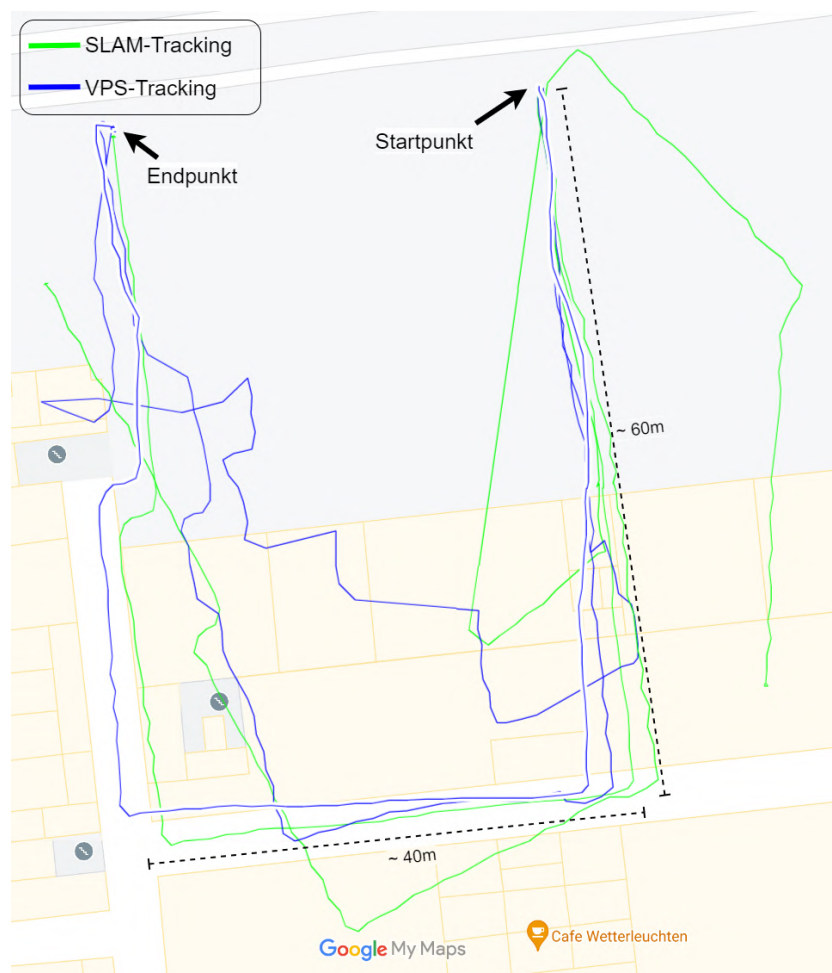 SLAM-Tracking
VPS-Tracking
Startpunkt
Endpunkt
~ 60m
~ 40m
Google My Maps
Cafe Wetterleuchten